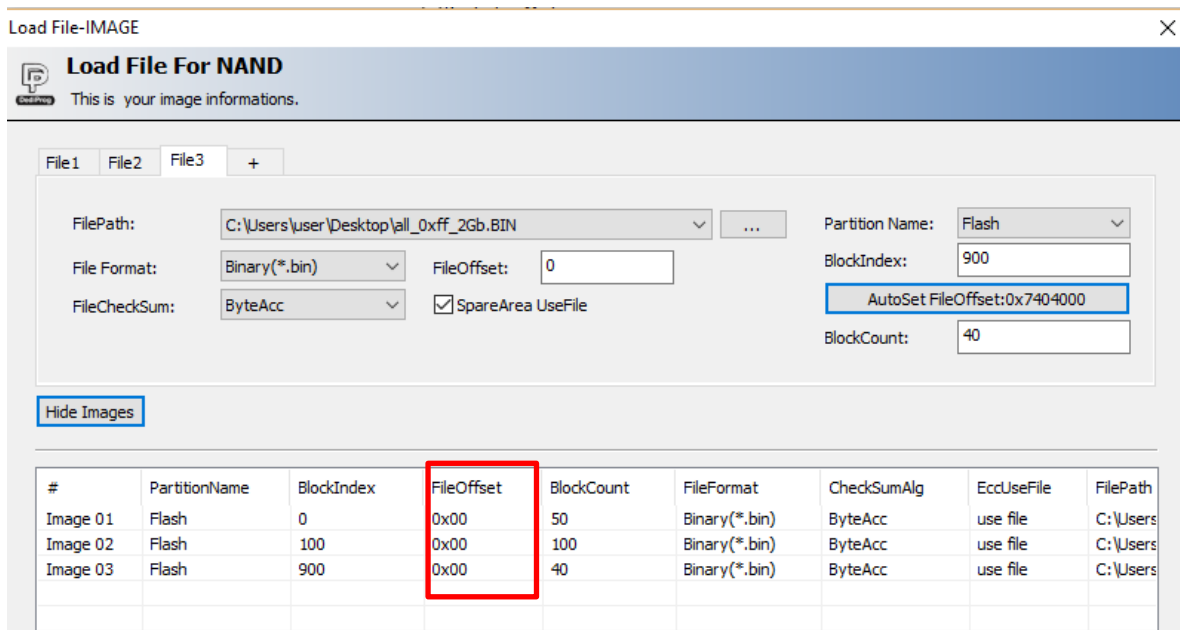 Load File-IMAGE
Load File For NAND
DediProg
This is your image informations.
File1 File2 File3 +
FilePath: C:\Users\user\Desktop\all_0xff_2Gb.BIN ... Partition Name: Flash
File Format: Binary(*.bin) FileOffset: 0 BlockIndex: 900
FileCheckSum: ByteAcc SpareArea UseFile AutoSet FileOffset:0x7404000
BlockCount: 40
Hide Images
# PartitionName BlockIndex FileOffset BlockCount FileFormat CheckSumAlg EccUseFile FilePath
Image 01 Flash 0 0x00 50 Binary(*.bin) ByteAcc use file C:\Users
Image 02 Flash 100 0x00 100 Binary(*.bin) ByteAcc use file C:\Users
Image 03 Flash 900 0x00 40 Binary(*.bin) ByteAcc use file C:\Users